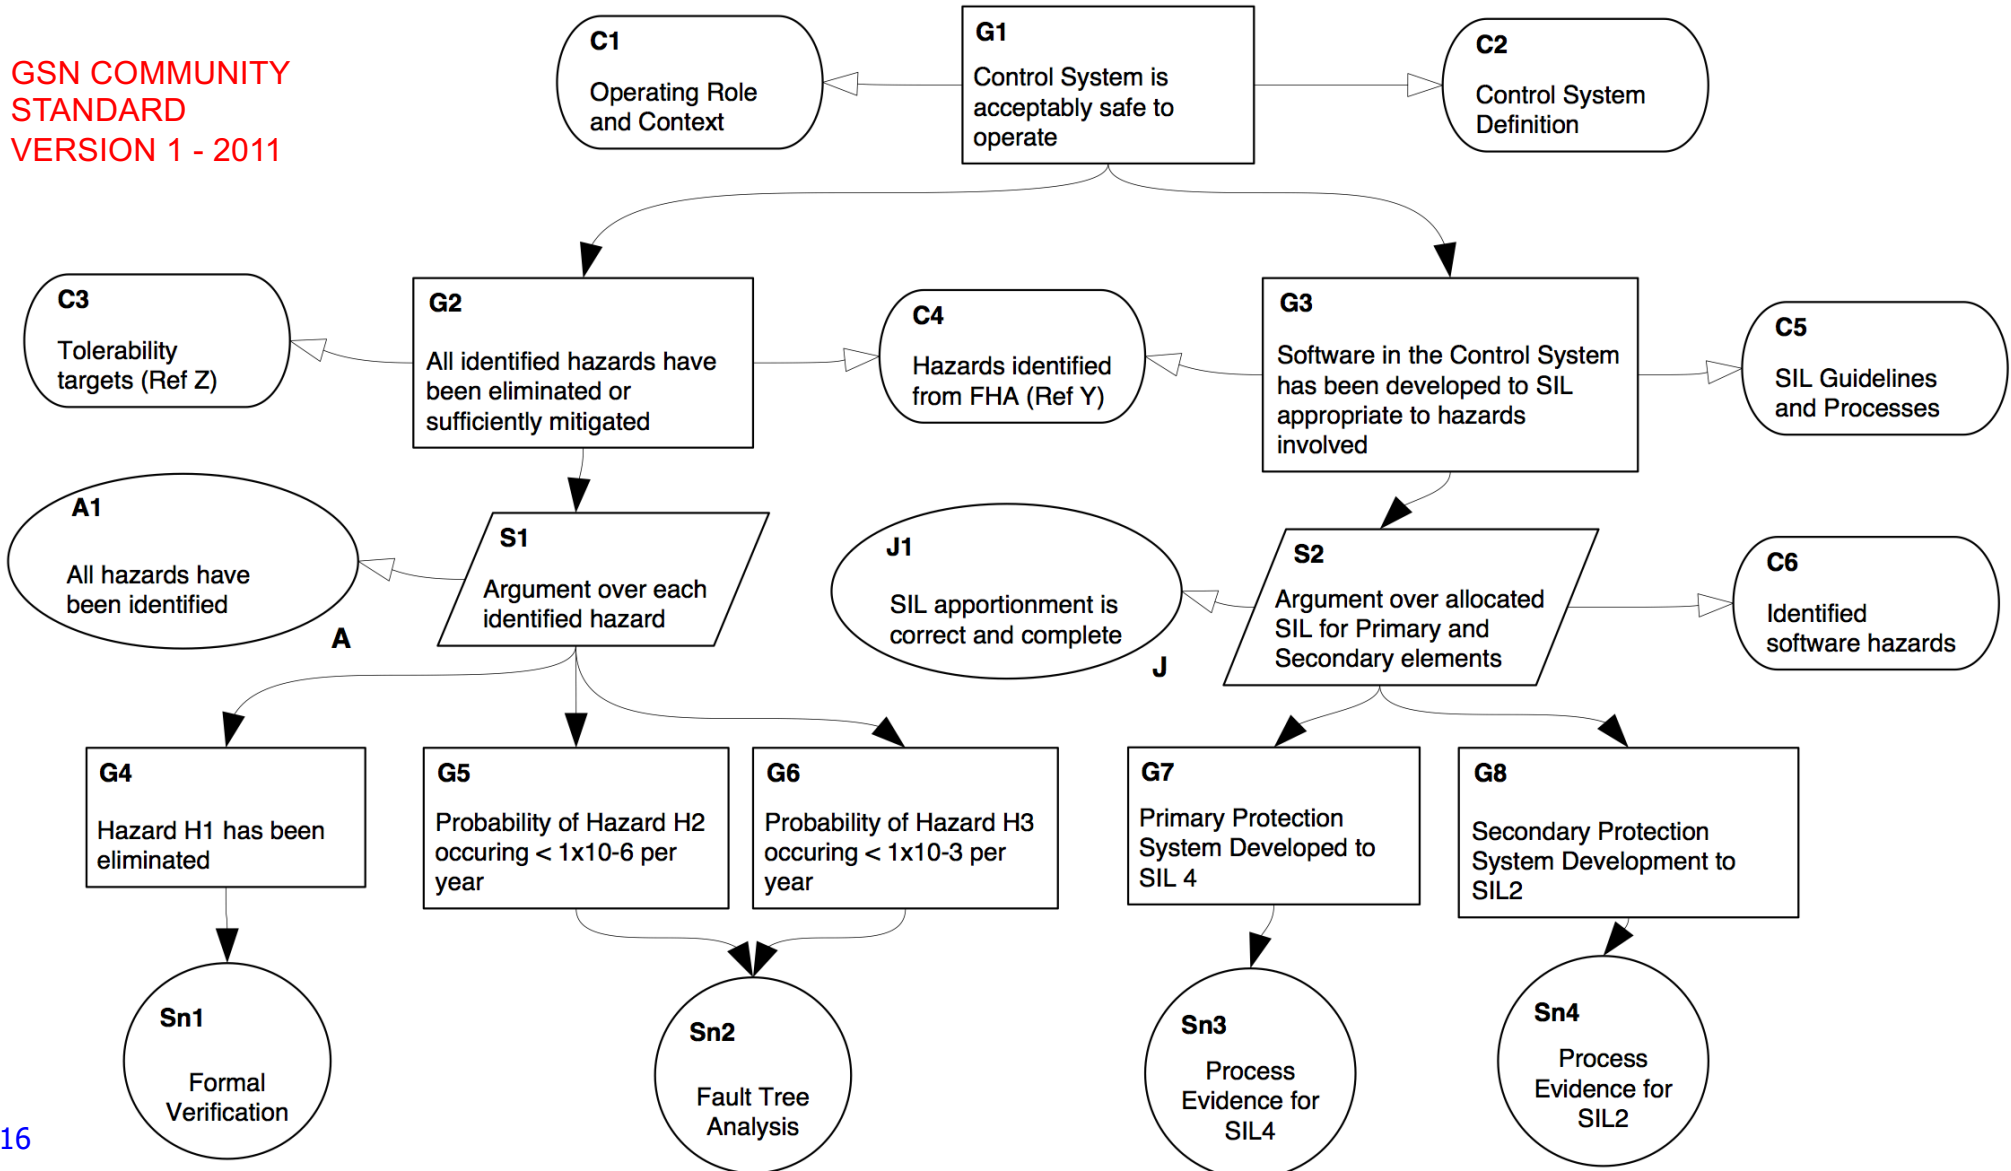 GSN COMMUNITY
STANDARD
VERSION 1 - 2011
C1
Operating Role
and Context
G1
Control System is
acceptably safe to
operate
C2
Control System
Definition
C3
Tolerability
targets (Ref Z)
G2
All identified hazards have
been eliminated or
sufficiently mitigated
C4
Hazards identified
from FHA (Ref Y)
G3
Software in the Control System
has been developed to SIL
appropriate to hazards
involved
C5
SIL Guidelines
and Processes
A1
All hazards have
been identified
A
S1
Argument over each
identified hazard
J1
SIL apportionment is
correct and complete
J
S2
Argument over allocated
SIL for Primary and
Secondary elements
C6
Identified
software hazards
G4
Hazard H1 has been
eliminated
G5
Probability of Hazard H2
occuring < 1x10-6 per
year
G6
Probability of Hazard H3
occuring < 1x10-3 per
year
G7
Primary Protection
System Developed to
SIL 4
G8
Secondary Protection
System Development to
SIL2
Sn1
Formal
Verification
Sn2
Fault Tree
Analysis
Sn3
Process
Evidence for
SIL4
Sn4
Process
Evidence for
SIL2
16